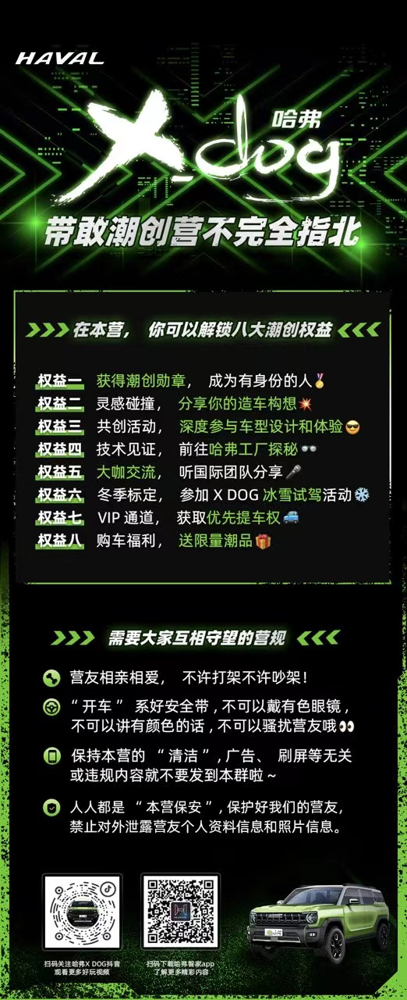 HAVAL
哈弗
X-dog
带敢潮创营不完全指北
在本营， 你可以解锁八大潮创权益
权益一 获得潮创勋章， 成为有身份的人🏅
权益二 灵感碰撞， 分享你的造车构想💥
权益三 共创活动， 深度参与车型设计和体验😎
权益四 技术见证， 前往哈弗工厂探秘👓
权益五 大咖交流， 听国际团队分享🎤
权益六 冬季标定， 参加 X DOG 冰雪试驾活动❄️
权益七 VIP 通道， 获取优先提车权🚙
权益八 购车福利， 送限量潮品🎁
需要大家互相守望的营规
营友相亲相爱， 不许打架不许吵架！
“ 开车 ” 系好安全带 , 不可以戴有色眼镜 ,
不可以讲有颜色的话 , 不可以骚扰营友哦👀
保持本营的 “ 清洁 ” , 广告、 刷屏等无关
或违规内容就不要发到本群啦 ~
人人都是 “ 本营保安 ” , 保护好我们的营友,
禁止对外泄露营友个人资料信息和照片信息。
扫码关注哈弗X DOG抖音
观看更多好玩视频
扫码下载哈弗智家app
了解更多精彩内容